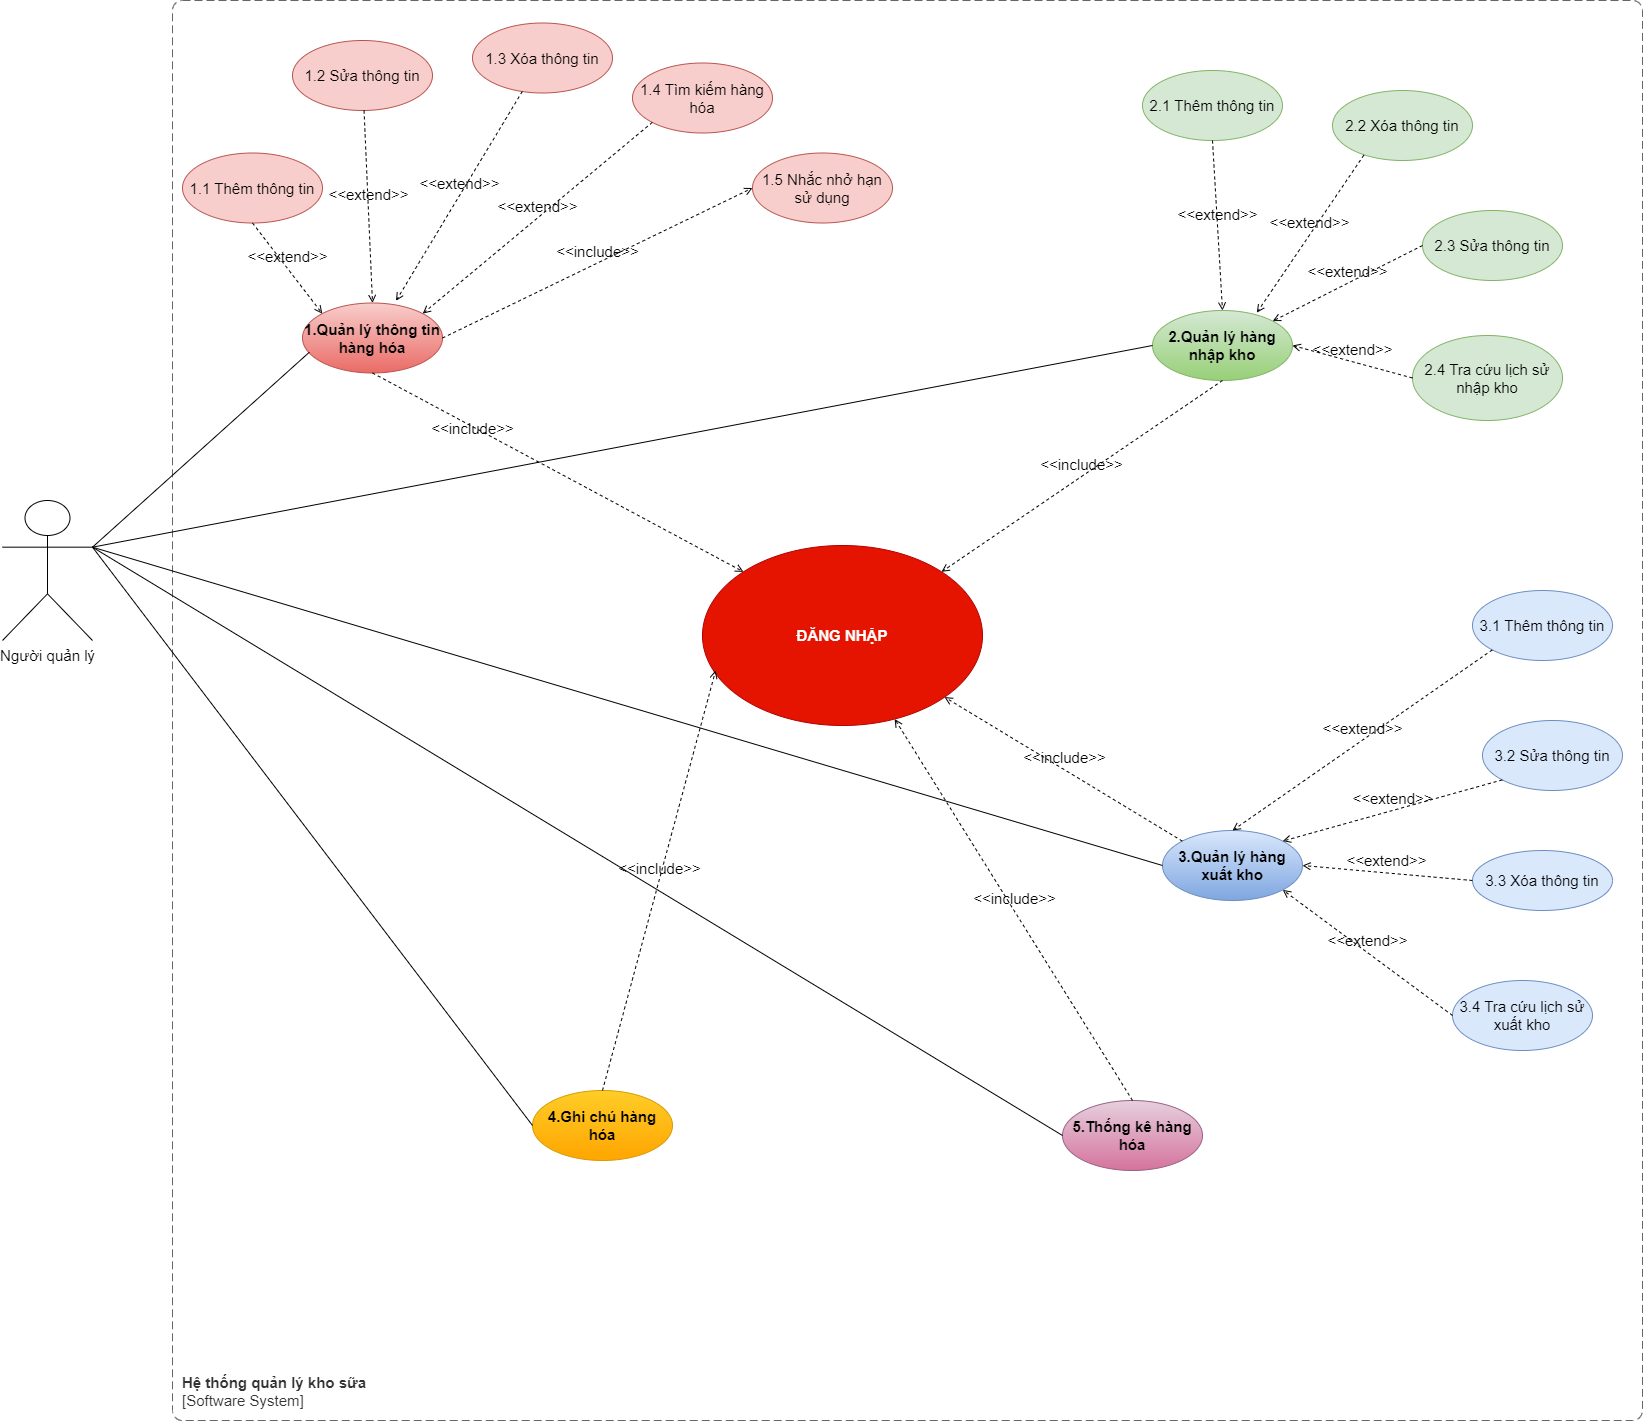 1.3 Xóa thông tin
1.2 Sửa thông tin
1.4 Tìm kiếm hàng
hóa
1.1 Thêm thông tin
1.5 Nhắc nhở hạn
sử dụng
<<extend>>
<<extend>>
<<extend>>
<<extend>>
<<include>>
1.Quản lý thông tin
hàng hóa
<<include>>
2.1 Thêm thông tin
2.2 Xóa thông tin
2.3 Sửa thông tin
2.4 Tra cứu lịch sử
nhập kho
<<extend>>
<<extend>>
<<extend>>
<<extend>>
2.Quản lý hàng
nhập kho
<<include>>
Người quản lý
ĐĂNG NHẬP
3.1 Thêm thông tin
<<extend>>
3.2 Sửa thông tin
<<extend>>
<<include>>
3.Quản lý hàng
xuất kho
<<extend>>
3.3 Xóa thông tin
<<extend>>
3.4 Tra cứu lịch sử
xuất kho
<<include>>
<<include>>
4.Ghi chú hàng
hóa
5.Thống kê hàng
hóa
Hệ thống quản lý kho sữa
[Software System]